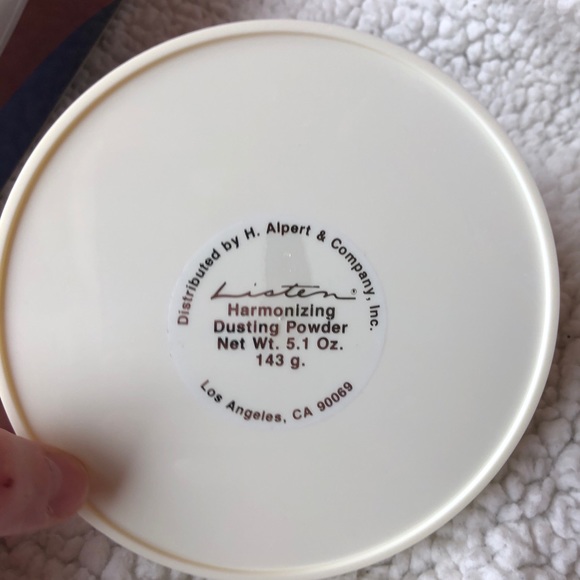 Distributed by H. Alpert & Company, Inc.
Listen®
Harmonizing
Dusting Powder
Net Wt. 5.1 Oz.
143 g.
Los Angeles, CA 90069